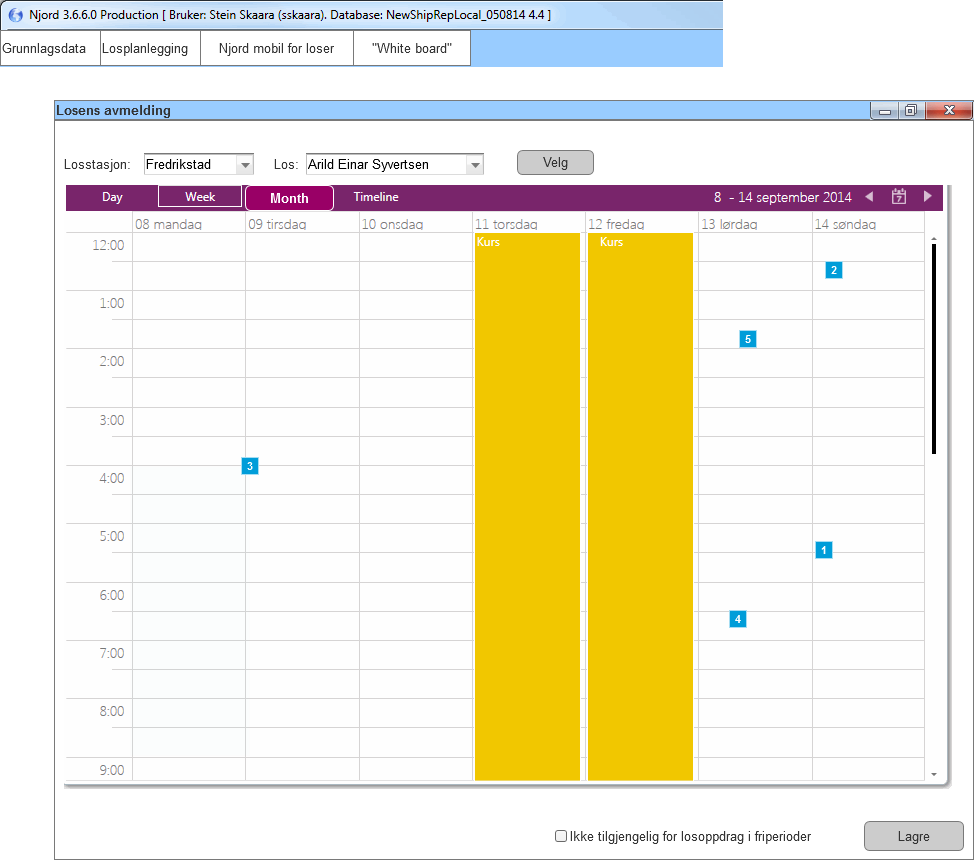 Njord 3.6.6.0 Production [ Bruker: Stein Skaara (sskaara). Database: NewShipRepLocal_050814 4.4 ]
Grunnlagsdata Losplanlegging Njord mobil for loser "White board"
Losens avmelding
Losstasjon: Fredrikstad Los: Arild Einar Syvertsen Velg
Day Week Month Timeline 8 - 14 september 2014 7
08 mandag 09 tirsdag 10 onsdag 11 torsdag 12 fredag 13 lørdag 14 søndag
12:00 Kurs Kurs
2
1:00
5
2:00
3:00
3
4:00
5:00
1
6:00
4
7:00
8:00
9:00
Ikke tilgjengelig for losoppdrag i friperioder Lagre